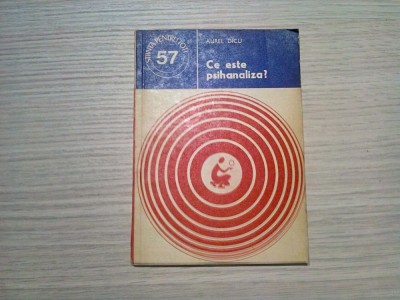 ȘTIINȚA PENTRU TOȚI
57
AUREL DICU
Ce este
psihanaliza?